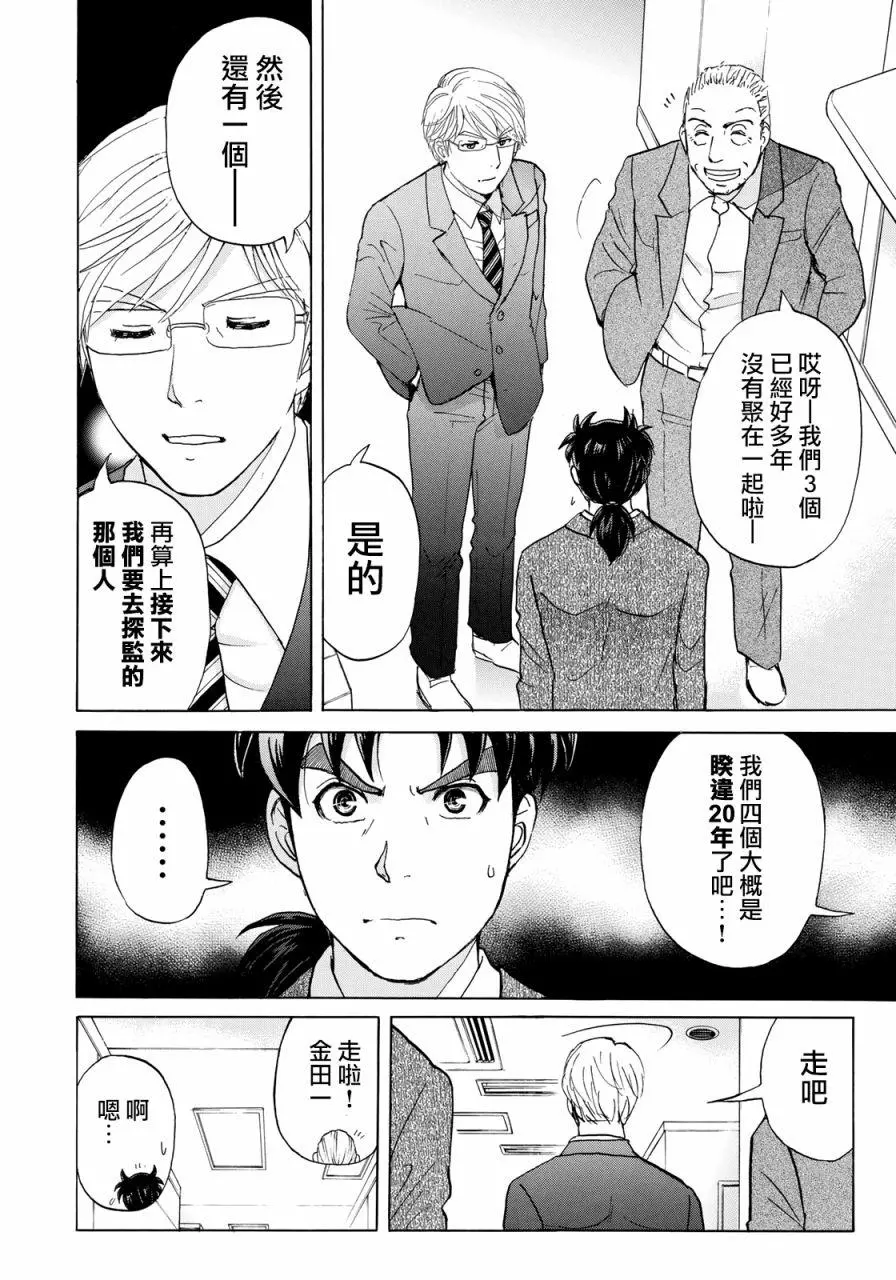 哎呀—我們3個
已經好多年
沒有聚在一起啦—
是的
然後
還有一個—
再算上接下來
我們要去探監的
那個人
我們四個大概是
睽違20年了吧…！
……
走吧
走啦！
金田一
啊
嗯…